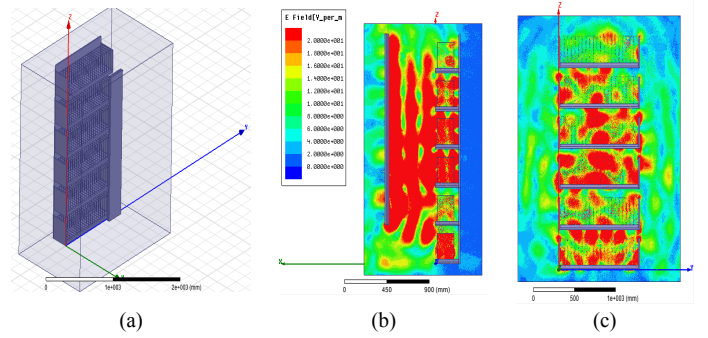 Z
Y
0
1e+003
2e+003 (mm)
(a)
E Field[V_per_m
2.0000e+001
1.8000e+001
1.6000e+001
1.4000e+001
1.2000e+001
1.0000e+001
8.0000e+000
6.0000e+000
4.0000e+000
2.0000e+000
0.0000e+000
Z
X
0
450
900 (mm)
(b)
Z
Y
0
500
1e+003 (mm)
(c)